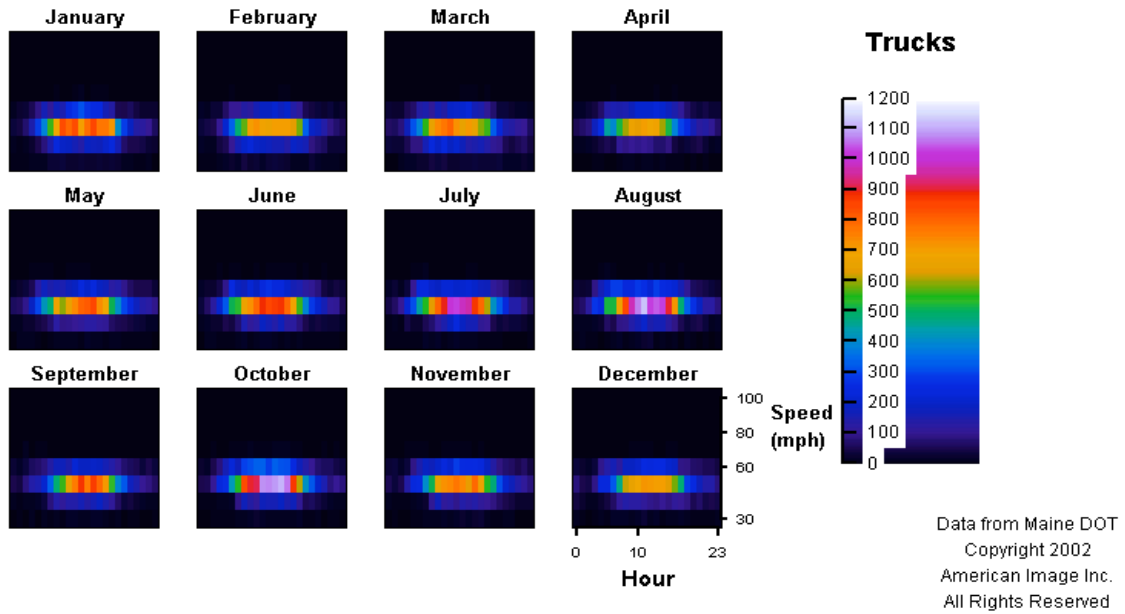 January
February
March
April
Trucks
1200
1100
1000
900
800
700
600
500
400
300
200
100
0
May
June
July
August
September
October
November
December
100
80
60
30
Speed
(mph)
0
10
23
Hour
Data from Maine DOT
Copyright 2002
American Image Inc.
All Rights Reserved